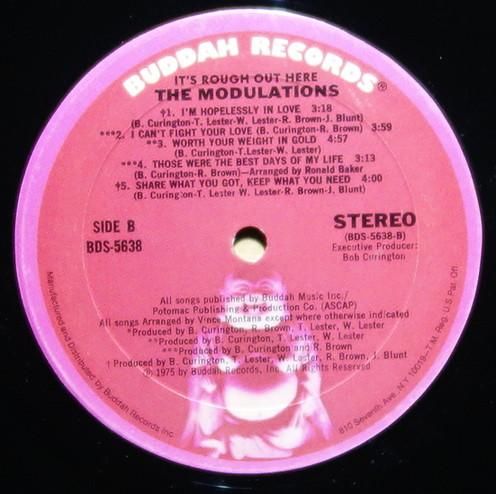 BUDDAH RECORDS®
IT'S ROUGH OUT HERE
THE MODULATIONS
†1. I'M HOPELESSLY IN LOVE 3:18
(B. Curington-T. Lester-W. Lester-R. Brown-J. Blunt)
***2. I CAN'T FIGHT YOUR LOVE (B. Curington-R. Brown) 3:59
**3. WORTH YOUR WEIGHT IN GOLD 4:57
(B. Curington-T.Lester-W. Lester)
***4. THOSE WERE THE BEST DAYS OF MY LIFE 3:13
(B. Curington-R. Brown)—Arranged by Ronald Baker
†5. SHARE WHAT YOU GOT, KEEP WHAT YOU NEED 4:00
(B. Curington-T. Lester-W Lester-R. Brown-J. Blunt)
SIDE B
BDS-5638
STEREO
(BDS-5638-B)
Executive Producer:
Bob Curington
All songs published by Buddah Music Inc./
Potomac Publishing & Production Co. (ASCAP)
All songs Arranged by Vince Montana except where otherwise indicated
*Produced by B. Curington, R. Brown, T. Lester, W. Lester
**Produced by B. Curington, T. Lester, W. Lester
***Produced by B. Curington and R. Brown
† Produced by B. Curington, T. Lester, W. Lester, R. Brown, J. Blunt
℗ 1975 by Buddah Records, Inc. All Rights Reserved
Manufactured and Distributed by Buddah Records Inc.
810 Seventh Ave., N.Y. 10019–T.M. Reg. U.S. Pat. Off.